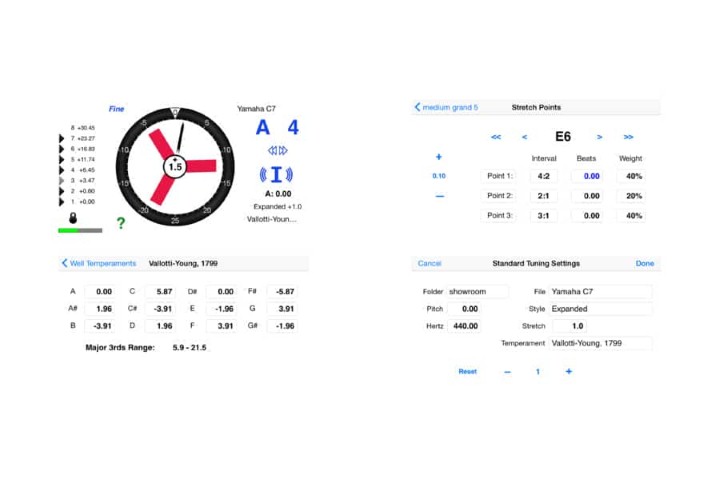 Fine
Yamaha C7
8 +30.45
7 +23.27
6 +16.83
5 +11.74
4 +6.45
3 +3.47
2 +0.80
1 +0.00
0
5
10
15
20
25
20
15
10
5
1.5
A 4
I
A: 0.00
Expanded +1.0
Vallotti-Youn...
?
medium grand 5 Stretch Points
<< < E6 > >>
+ Interval Beats Weight
0.10 Point 1: 4:2 0.00 40%
− Point 2: 2:1 0.00 20%
Point 3: 3:1 0.00 40%
Well Temperaments Vallotti-Young, 1799
A 0.00 C 5.87 D# 0.00 F# -5.87
A# 1.96 C# -3.91 E -1.96 G 3.91
B -3.91 D 1.96 F 3.91 G# -1.96
Major 3rds Range: 5.9 - 21.5
Cancel Standard Tuning Settings Done
Folder showroom File Yamaha C7
Pitch 0.00 Style Expanded
Hertz 440.00 Stretch 1.0
Temperament Vallotti-Young, 1799
Reset − 1 +